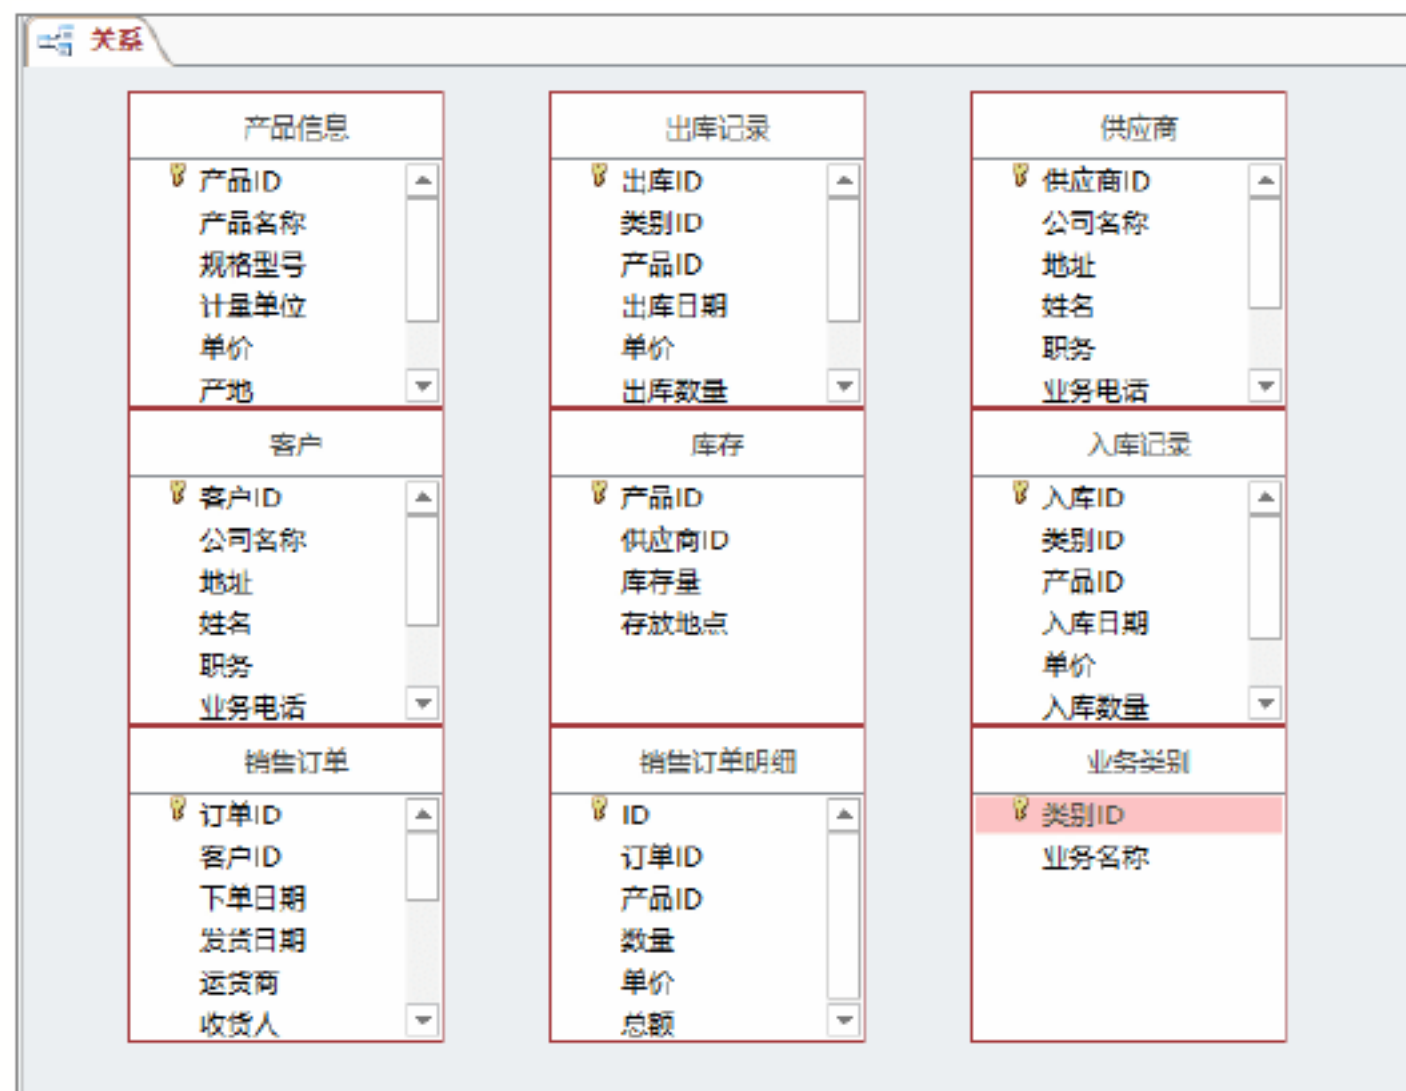 关系
产品信息
产品ID
产品名称
规格型号
计量单位
单价
产地
出库记录
出库ID
类别ID
产品ID
出库日期
单价
出库数量
供应商
供应商ID
公司名称
地址
姓名
职务
业务电话
客户
客户ID
公司名称
地址
姓名
职务
业务电话
库存
产品ID
供应商ID
库存量
存放地点
入库记录
入库ID
类别ID
产品ID
入库日期
单价
入库数量
销售订单
订单ID
客户ID
下单日期
发货日期
运货商
收货人
销售订单明细
ID
订单ID
产品ID
数量
单价
总额
业务类别
类别ID
业务名称